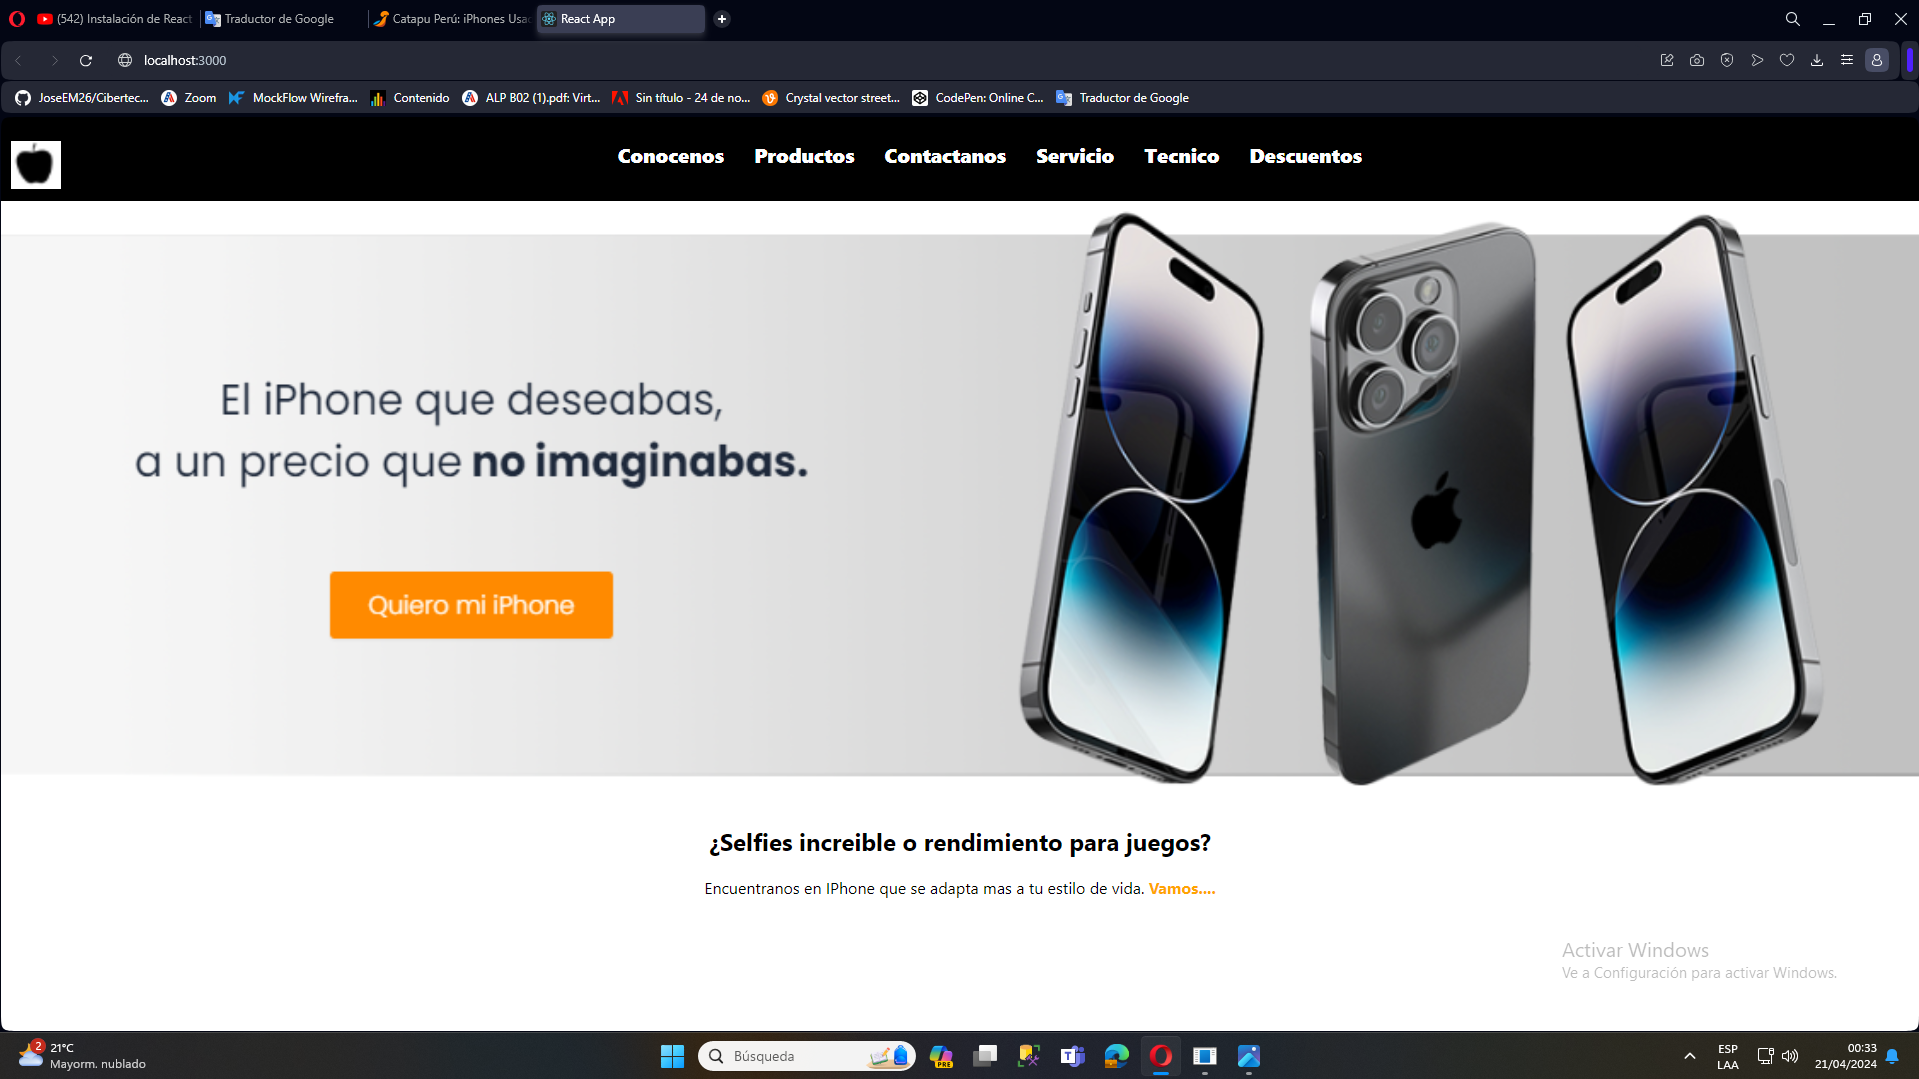 (542) Instalación de React
Traductor de Google
Catapu Perú: iPhones Usac
React App
localhost:3000
JoseEM26/Cibertec...
Zoom
MockFlow Wirefra...
Contenido
ALP B02 (1).pdf: Virt...
Sin título - 24 de no...
Crystal vector street...
CodePen: Online C...
Traductor de Google
Conocenos
Productos
Contactanos
Servicio
Tecnico
Descuentos
El iPhone que deseabas,
a un precio que no imaginabas.
Quiero mi iPhone
¿Selfies increible o rendimiento para juegos?
Encuentranos en IPhone que se adapta mas a tu estilo de vida. Vamos....
Activar Windows
Ve a Configuración para activar Windows.
2
21°C
Mayorm. nublado
Búsqueda
PRE
ESP
LAA
00:33
21/04/2024